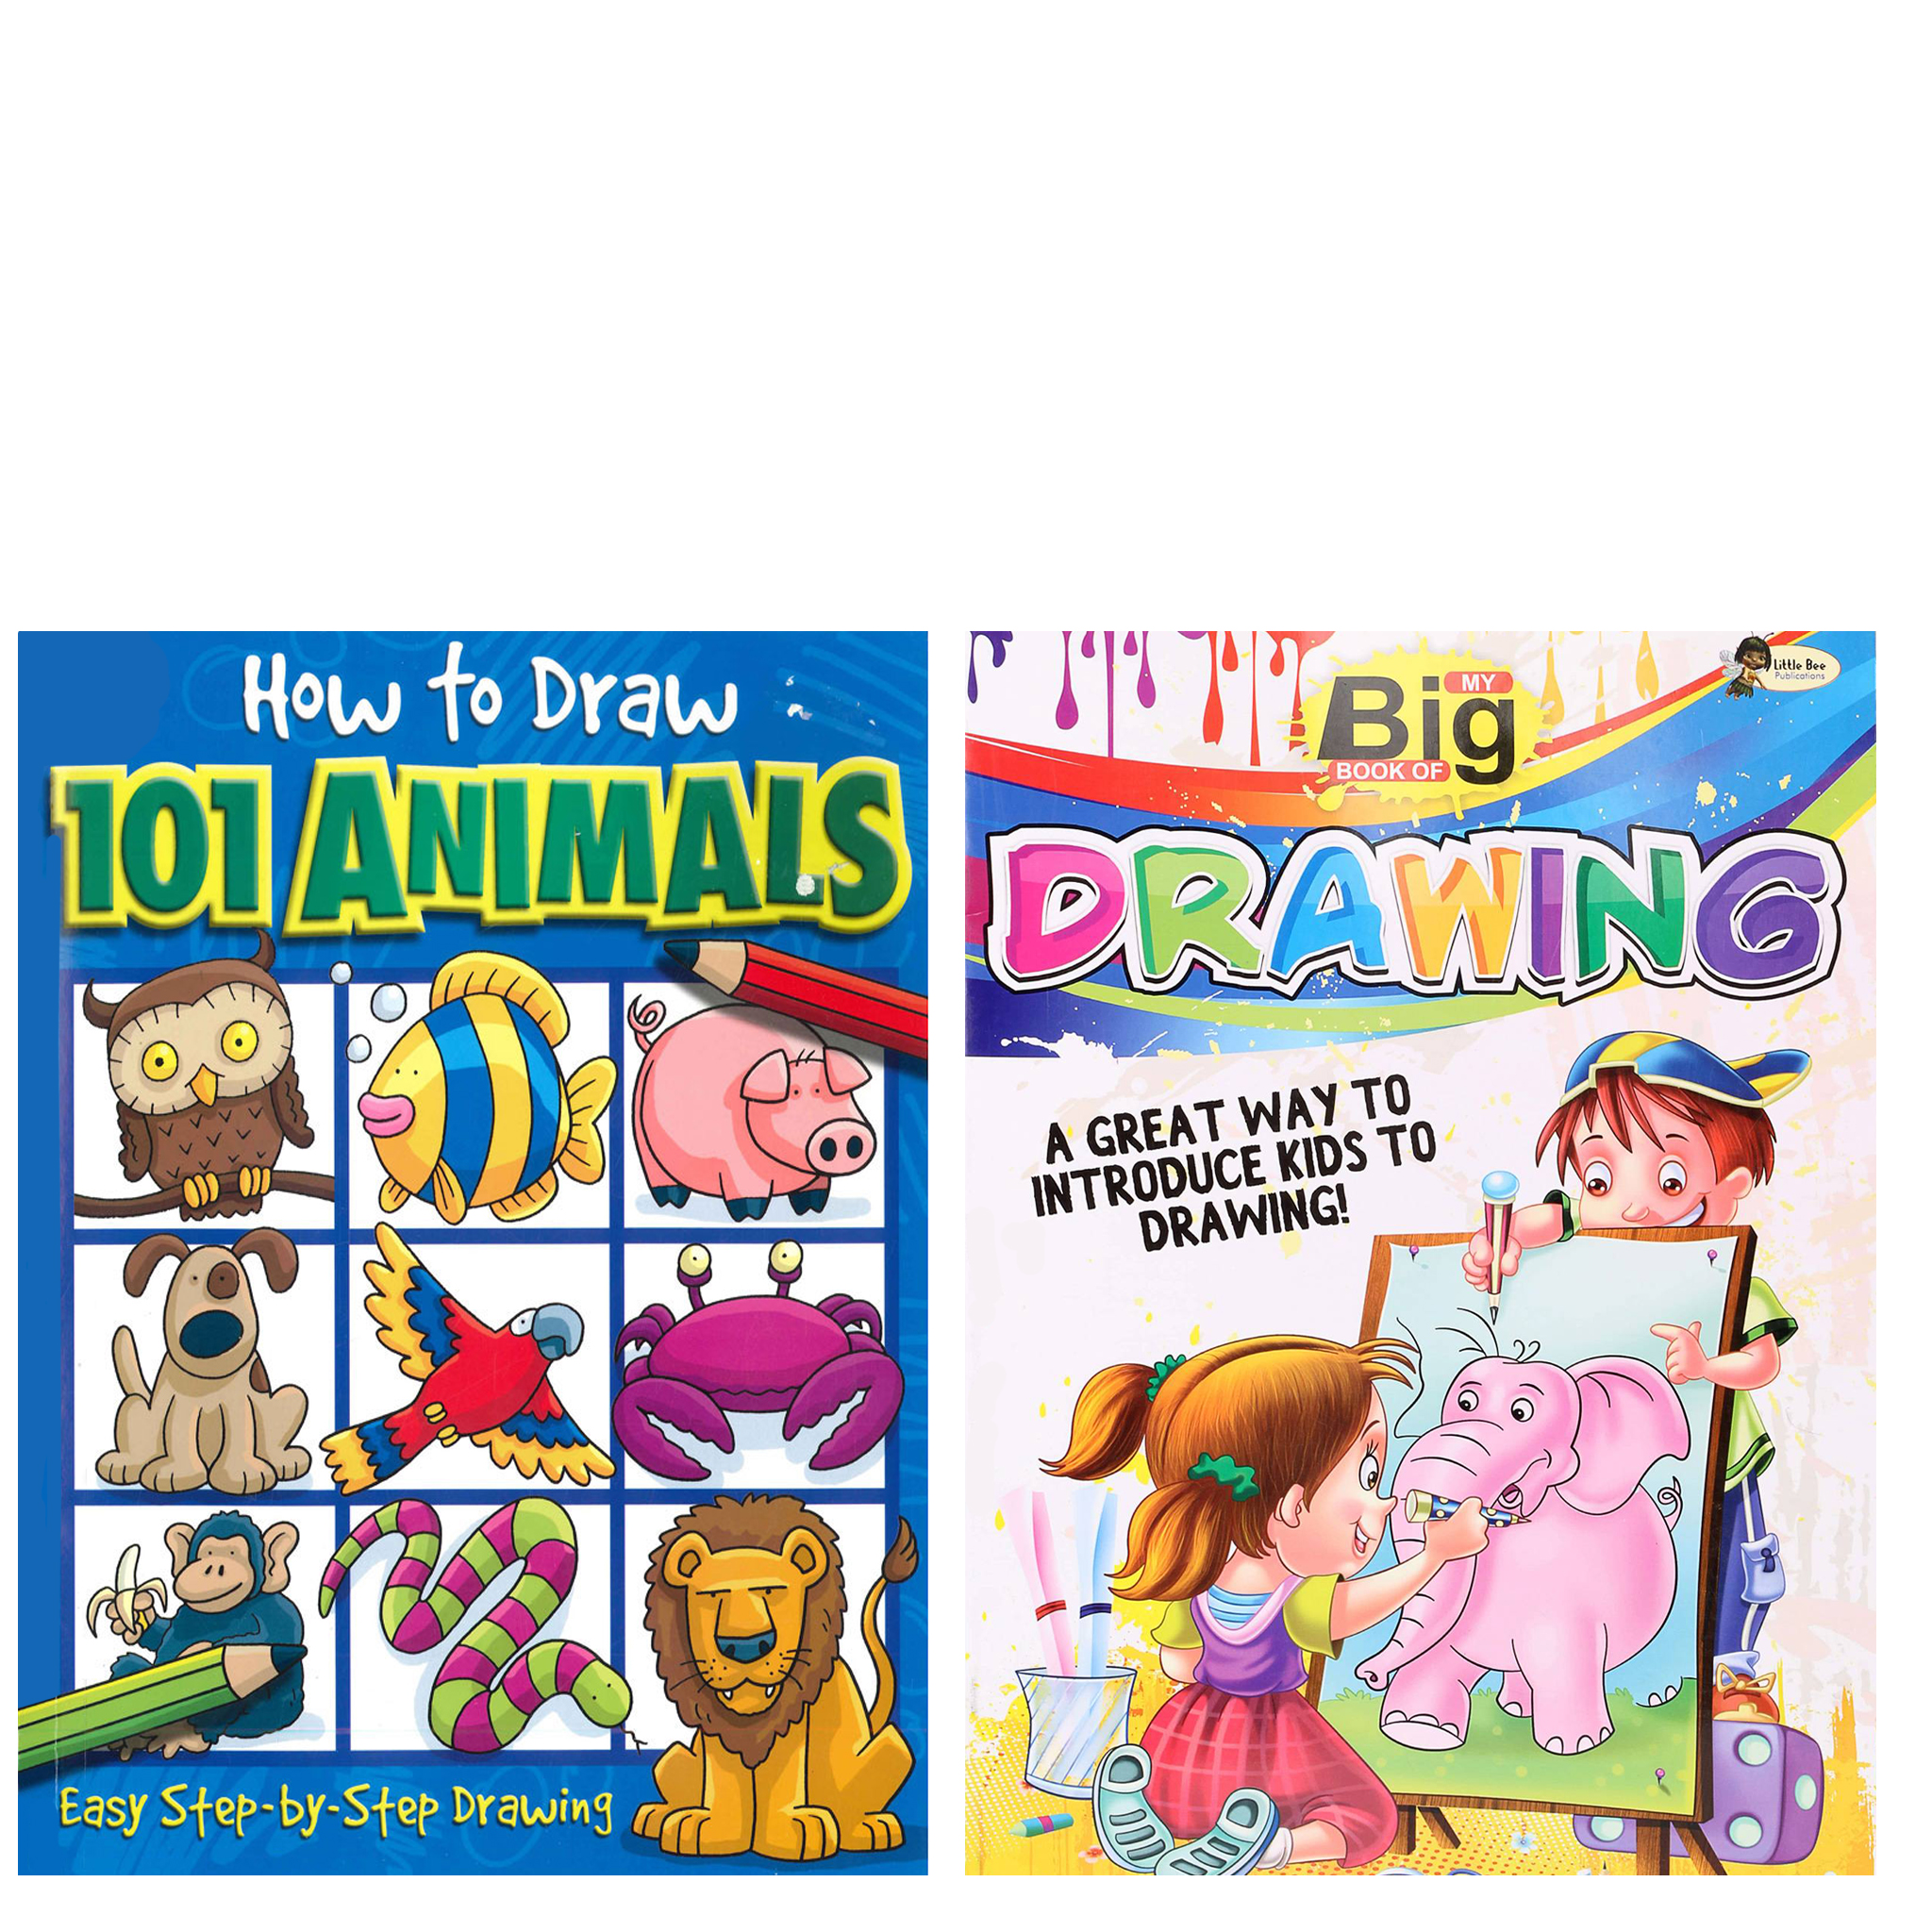 How to Draw
101 ANIMALS
Easy Step-by-Step Drawing
Little Bee
Publications
MY
Big
BOOK OF
DRAWING
A GREAT WAY TO
INTRODUCE KIDS TO
DRAWING!